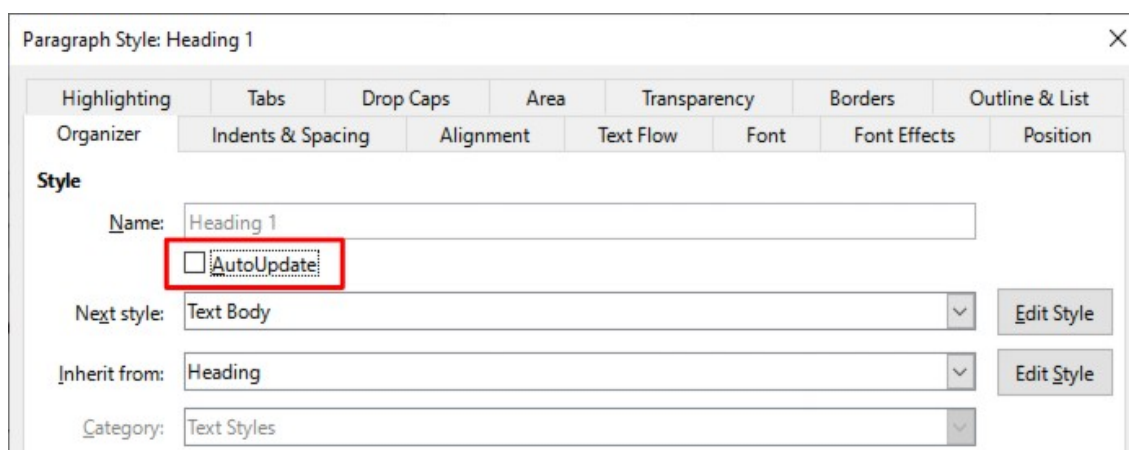 Paragraph Style: Heading 1
Highlighting Tabs Drop Caps Area Transparency Borders Outline & List
Organizer Indents & Spacing Alignment Text Flow Font Font Effects Position
Style
Name: Heading 1
AutoUpdate
Next style: Text Body Edit Style
Inherit from: Heading Edit Style
Category: Text Styles